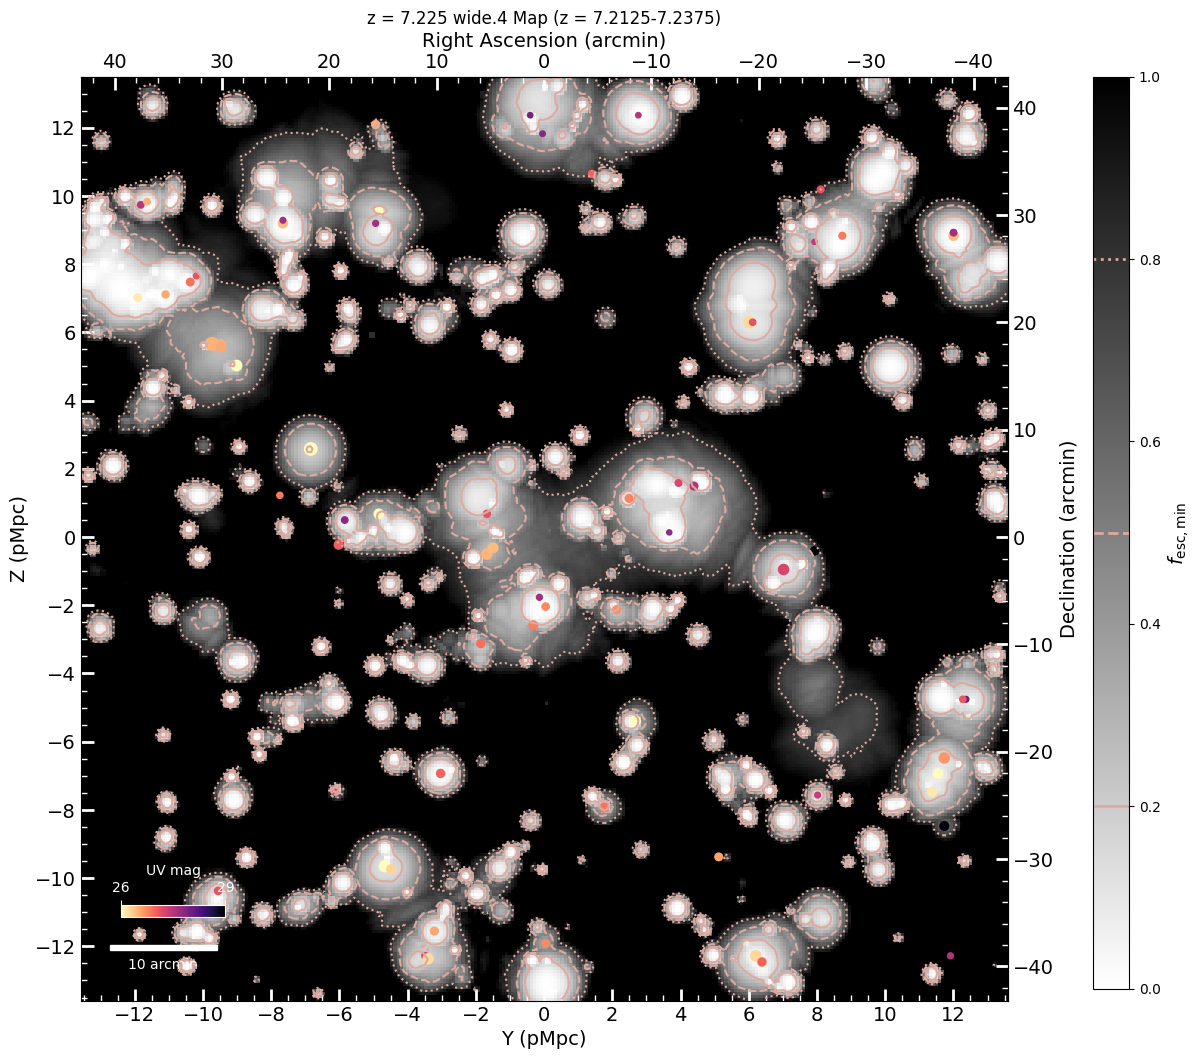 z = 7.225 wide.4 Map (z = 7.2125-7.2375)
Right Ascension (arcmin)
40 30 20 10 0 −10 −20 −30 −40
12
10
8
6
4
2
0
−2
−4
−6
−8
−10
−12
Z (pMpc)
40
30
20
10
0
−10
−20
−30
−40
Declination (arcmin)
UV mag
26 29
10 arcmin
−12 −10 −8 −6 −4 −2 0 2 4 6 8 10 12
Y (pMpc)
1.0
0.8
0.6
0.4
0.2
0.0
fesc, min